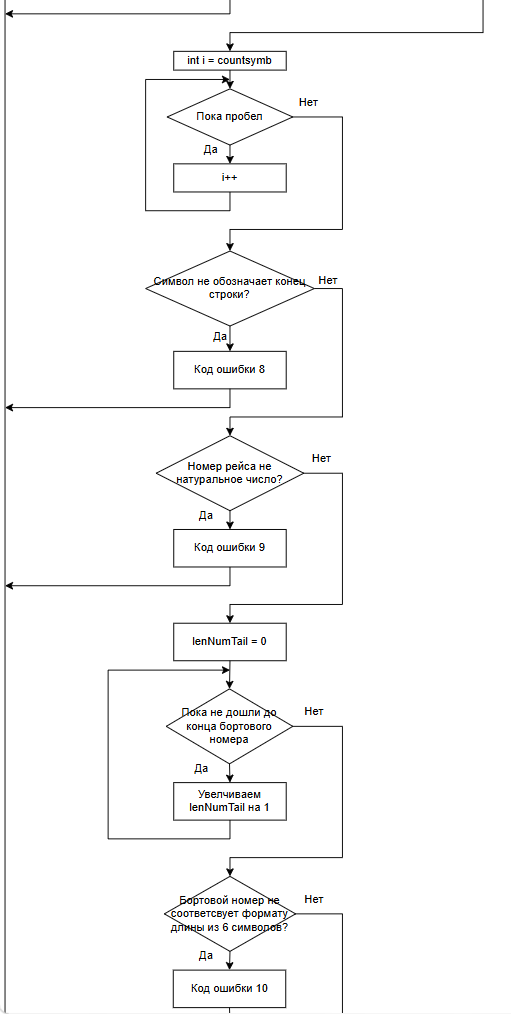 int i = countsymb
Нет
Пока пробел
Да
i++
Символ не обозначает конец
строки?
Нет
Да
Код ошибки 8
Нет
Номер рейса не
натуральное число?
Да
Код ошибки 9
lenNumTail = 0
Нет
Пока не дошли до
конца бортового
номера
Да
Увелчиваем
lenNumTail на 1
Нет
Бортовой номер не
соответсвует формату
длины из 6 символов?
Да
Код ошибки 10